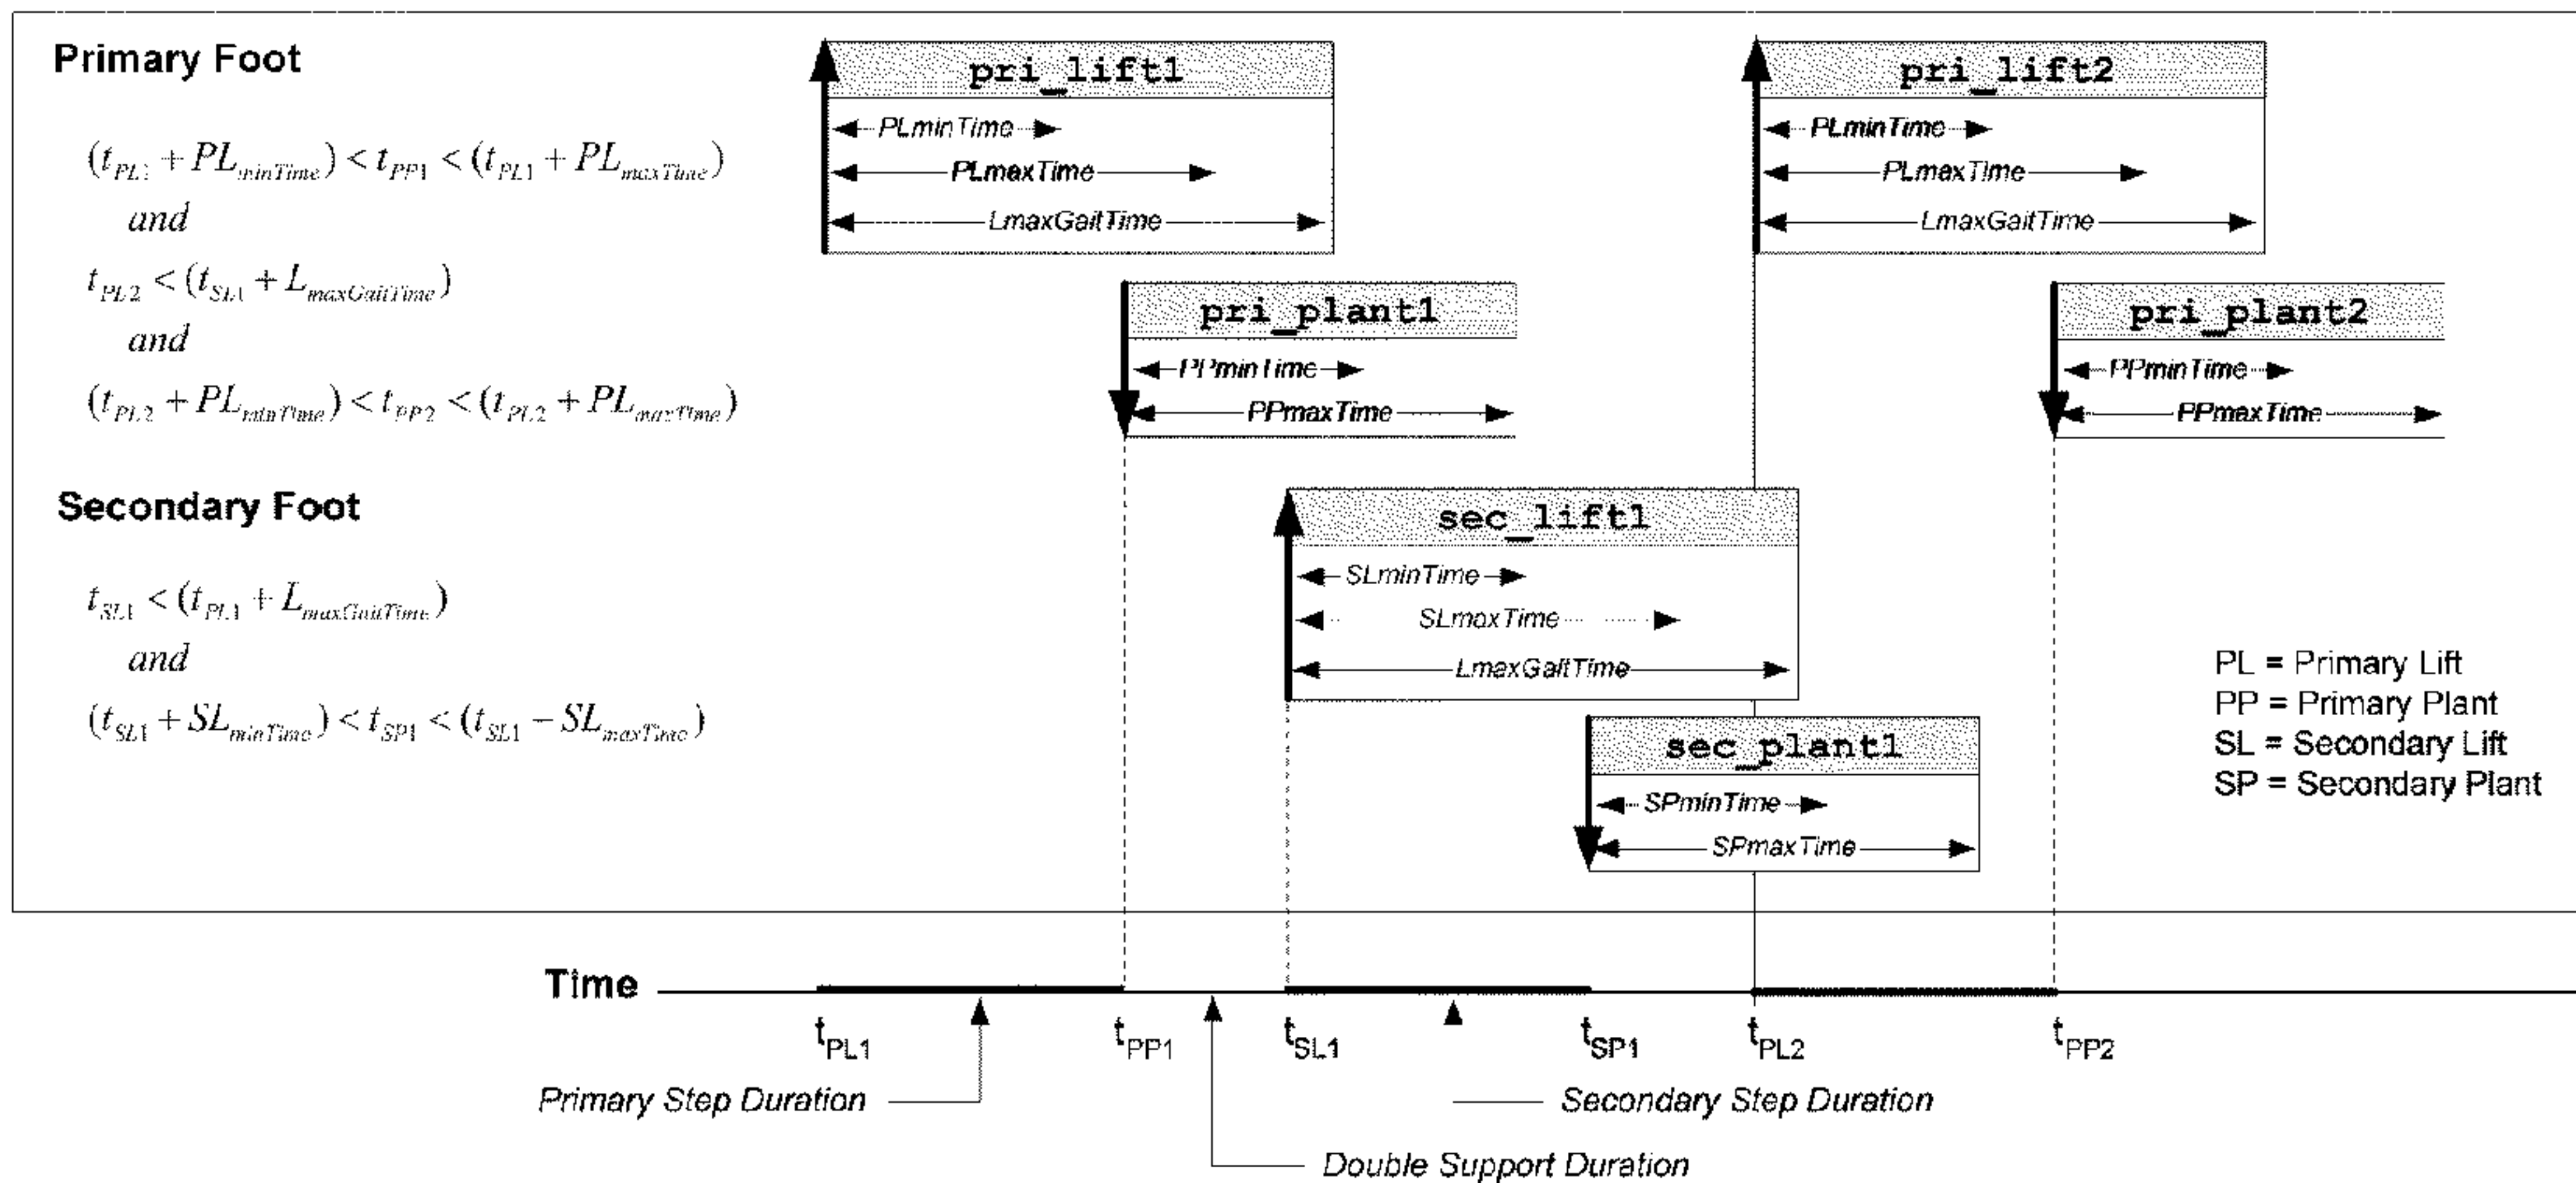 Primary Foot
(t_PL1 + PL_minTime) < t_PP1 < (t_PL1 + PL_maxTime)
and
t_PL2 < (t_SL1 + L_maxGaitTime)
and
(t_PL2 + PL_minTime) < t_PP2 < (t_PL2 + PL_maxTime)
Secondary Foot
t_SL1 < (t_PL1 + L_maxGaitTime)
and
(t_SL1 + SL_minTime) < t_SP1 < (t_SL1 − SL_maxTime)
pri_lift1
PLminTime
PLmaxTime
LmaxGaitTime
pri_plant1
PPminTime
PPmaxTime
sec_lift1
SLminTime
SLmaxTime
LmaxGaitTime
sec_plant1
SPminTime
SPmaxTime
pri_lift2
PLminTime
PLmaxTime
LmaxGaitTime
pri_plant2
PPminTime
PPmaxTime
PL = Primary Lift
PP = Primary Plant
SL = Secondary Lift
SP = Secondary Plant
Time
t_PL1 t_PP1 t_SL1 t_SP1 t_PL2 t_PP2
Primary Step Duration
Secondary Step Duration
Double Support Duration